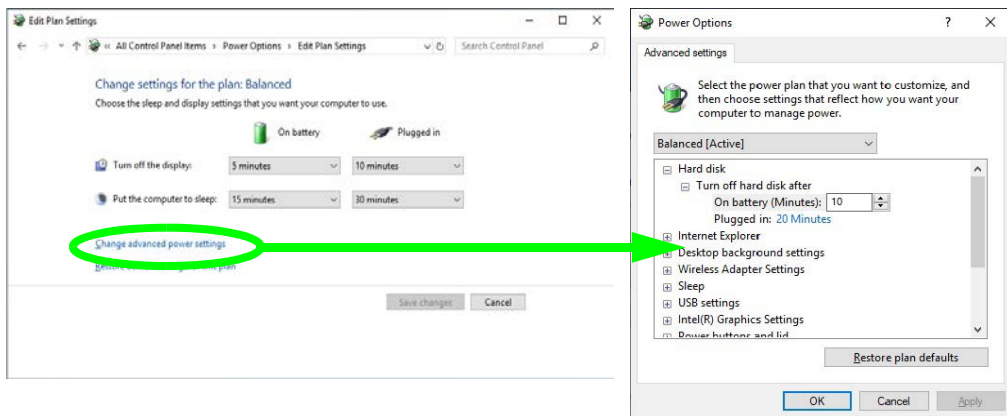 Edit Plan Settings
« All Control Panel Items › Power Options › Edit Plan Settings
Search Control Panel
Change settings for the plan: Balanced
Choose the sleep and display settings that you want your computer to use.
On battery
Plugged in
Turn off the display:
5 minutes
10 minutes
Put the computer to sleep:
15 minutes
30 minutes
Change advanced power settings
plan
Save changes
Cancel
Power Options
Advanced settings
Select the power plan that you want to customize, and
then choose settings that reflect how you want your
computer to manage power.
Balanced [Active]
Hard disk
Turn off hard disk after
On battery (Minutes): 10
Plugged in: 20 Minutes
Internet Explorer
Desktop background settings
Wireless Adapter Settings
Sleep
USB settings
Intel(R) Graphics Settings
Power buttons and lid
Restore plan defaults
OK
Cancel
Apply